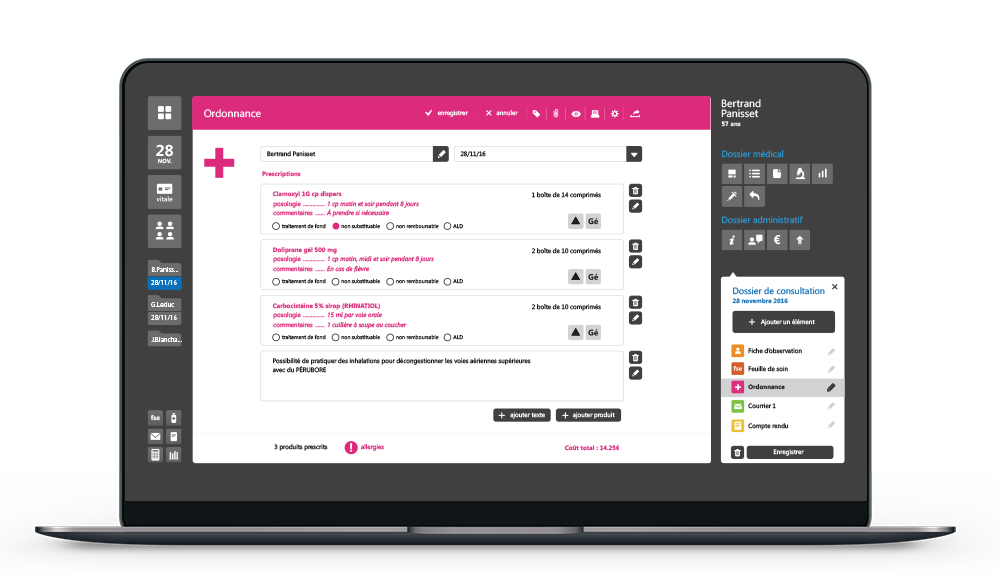 28
NOV.
vitale
B.Paniss...
28/11/16
G.Leduc
28/11/16
J.Blancha...
fse
Ordonnance
enregistrer
annuler
Bertrand Panisset
28/11/16
Prescriptions
Clamoxyl 1G cp dispers
1 boîte de 14 comprimés
posologie .............. 1 cp matin et soir pendant 8 jours
commentaires ...... À prendre si nécessaire
traitement de fond non substituable non remboursable ALD
Gé
Doliprane gél 500 mg
2 boîte de 10 comprimés
posologie .............. 1 cp matin, midi et soir pendant 8 jours
commentaires ...... En cas de fièvre
traitement de fond non substituable non remboursable ALD
Gé
Carbocistéine 5% sirop (RHINATIOL)
2 boîte de 10 comprimés
posologie .............. 15 ml par voie orale
commentaires ...... 1 cuillère à soupe au coucher
traitement de fond non substituable non remboursable ALD
Gé
Possibilité de pratiquer des inhalations pour décongestionner les voies aériennes supérieures
avec du PÉRUBORE
+ ajouter texte
+ ajouter produit
3 produits prescrits
! allergies
Coût total : 14.25€
Bertrand
Panisset
57 ans
Dossier médical
Dossier administratif
i
€
Dossier de consultation
28 novembre 2016
+ Ajouter un élément
Fiche d'observation
fse Feuille de soin
Ordonnance
Courrier 1
Compte rendu
Enregistrer